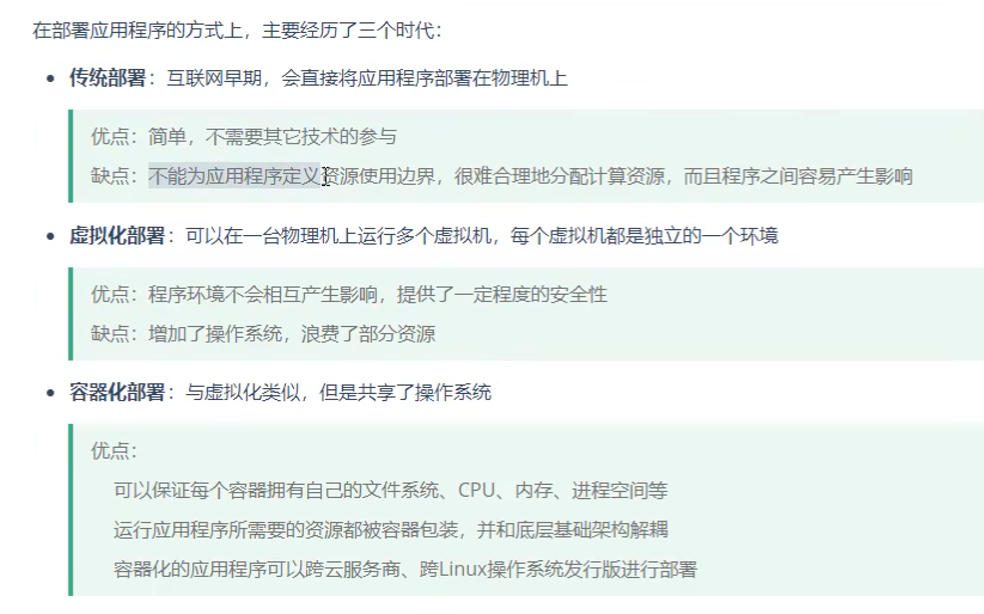 在部署应用程序的方式上，主要经历了三个时代：
传统部署：互联网早期，会直接将应用程序部署在物理机上
优点：简单，不需要其它技术的参与
缺点：不能为应用程序定义资源使用边界，很难合理地分配计算资源，而且程序之间容易产生影响
虚拟化部署：可以在一台物理机上运行多个虚拟机，每个虚拟机都是独立的一个环境
优点：程序环境不会相互产生影响，提供了一定程度的安全性
缺点：增加了操作系统，浪费了部分资源
容器化部署：与虚拟化类似，但是共享了操作系统
优点：
可以保证每个容器拥有自己的文件系统、CPU、内存、进程空间等
运行应用程序所需要的资源都被容器包装，并和底层基础架构解耦
容器化的应用程序可以跨云服务商、跨Linux操作系统发行版进行部署